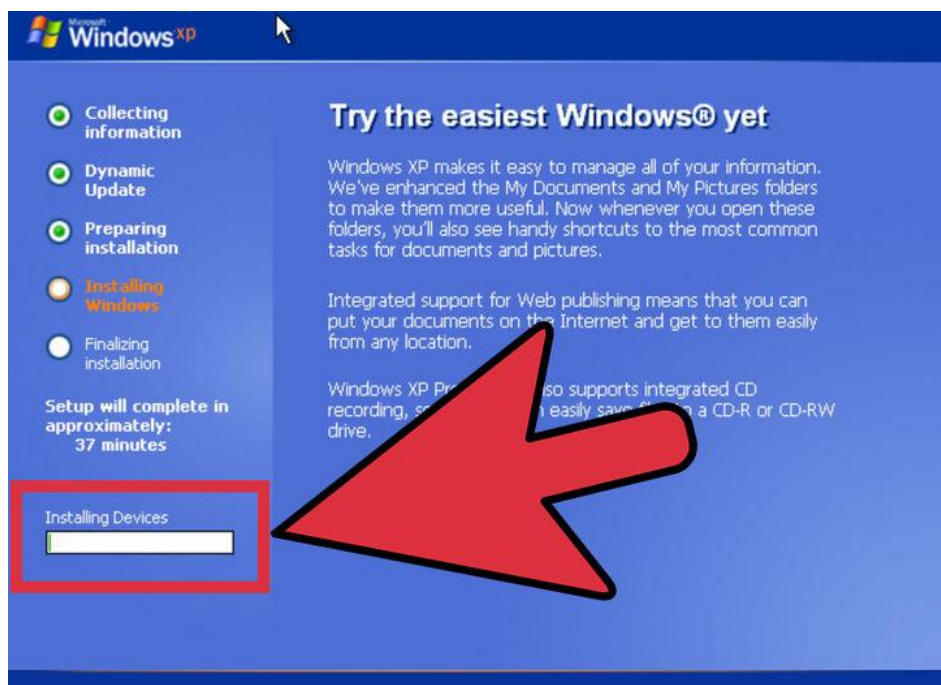 Microsoft
Windows xp
Collecting
information
Dynamic
Update
Preparing
installation
Installing
Windows
Finalizing
installation
Setup will complete in
approximately:
37 minutes
Installing Devices
Try the easiest Windows® yet
Windows XP makes it easy to manage all of your information.
We've enhanced the My Documents and My Pictures folders
to make them more useful. Now whenever you open these
folders, you'll also see handy shortcuts to the most common
tasks for documents and pictures.
Integrated support for Web publishing means that you can
put your documents on the Internet and get to them easily
from any location.
Windows XP so supports integrated CD
recording, easily save a CD-R or CD-RW
drive.